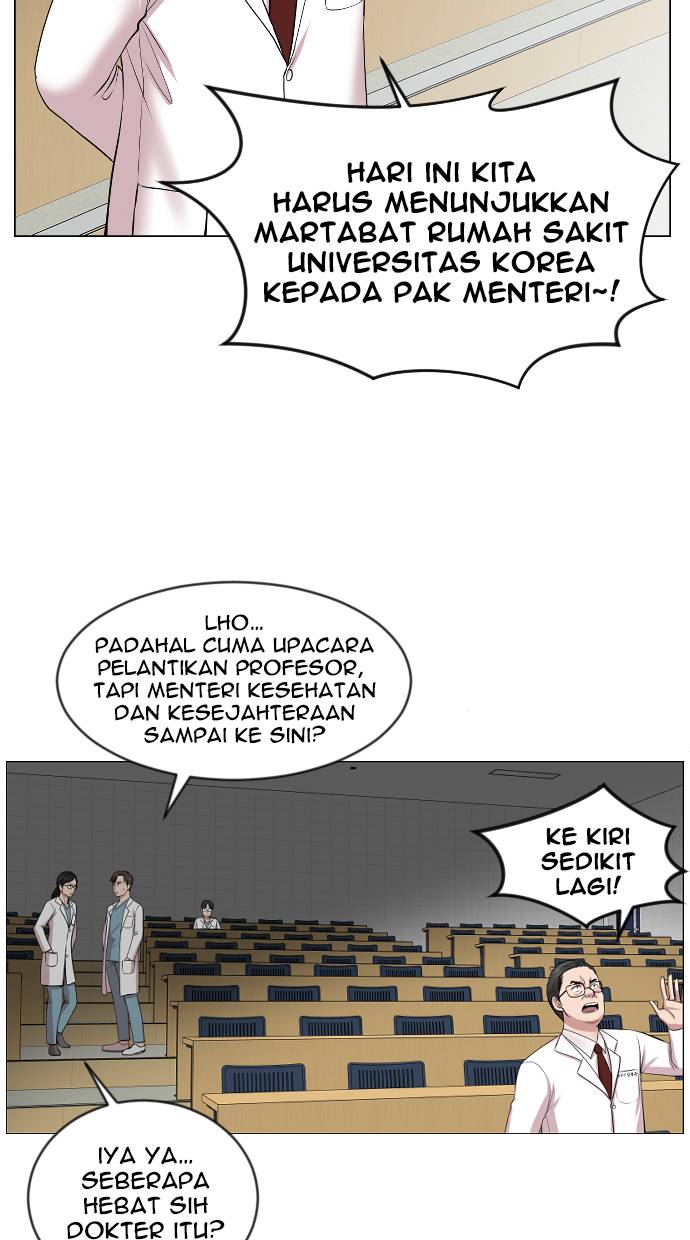 HARI INI KITA
HARUS MENUNJUKKAN
MARTABAT RUMAH SAKIT
UNIVERSITAS KOREA
KEPADA PAK MENTERI~!
LHO...
PADAHAL CUMA UPACARA
PELANTIKAN PROFESOR,
TAPI MENTERI KESEHATAN
DAN KESEJAHTERAAN
SAMPAI KE SINI?
KE KIRI
SEDIKIT
LAGI!
IYA YA...
SEBERAPA
HEBAT SIH
DOKTER ITU?